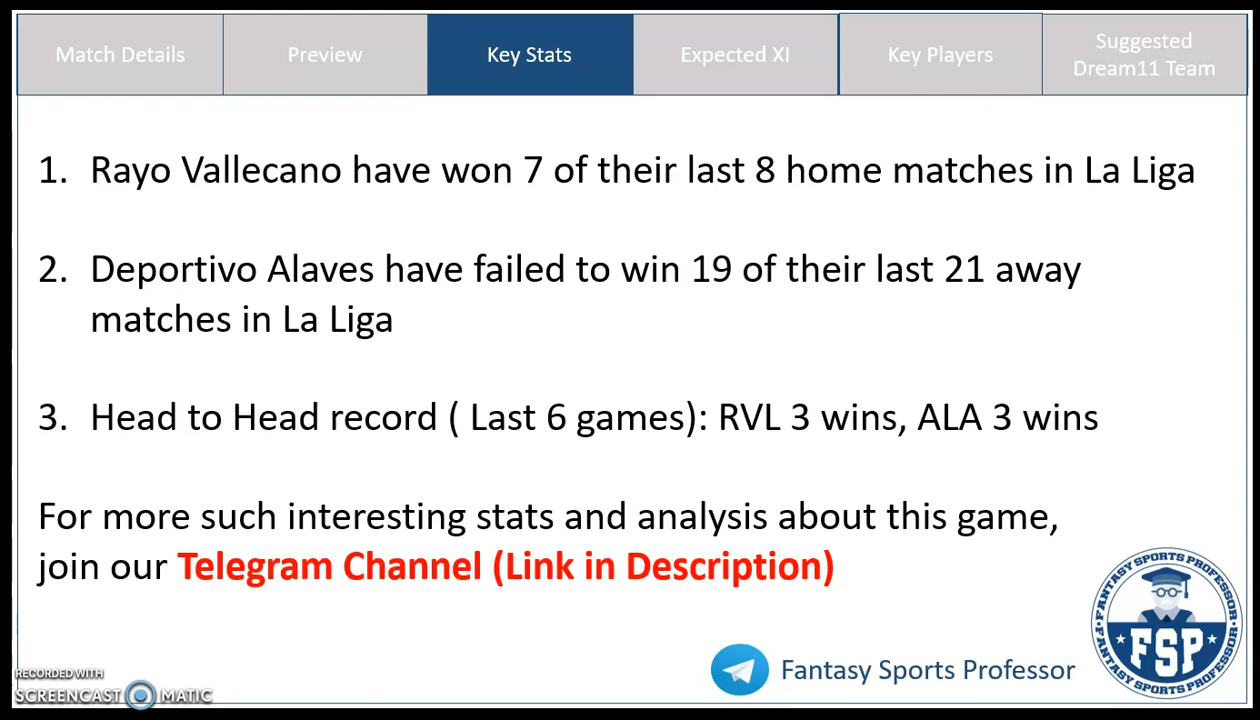 Match Details
Preview
Key Stats
Expected XI
Key Players
Suggested
Dream11 Team
1. Rayo Vallecano have won 7 of their last 8 home matches in La Liga
2. Deportivo Alaves have failed to win 19 of their last 21 away
matches in La Liga
3. Head to Head record ( Last 6 games): RVL 3 wins, ALA 3 wins
For more such interesting stats and analysis about this game,
join our Telegram Channel (Link in Description)
Fantasy Sports Professor
FANTASY SPORTS PROFESSOR
FSP
FANTASY SPORTS PROFESSOR
RECORDED WITH
SCREENCAST MATIC